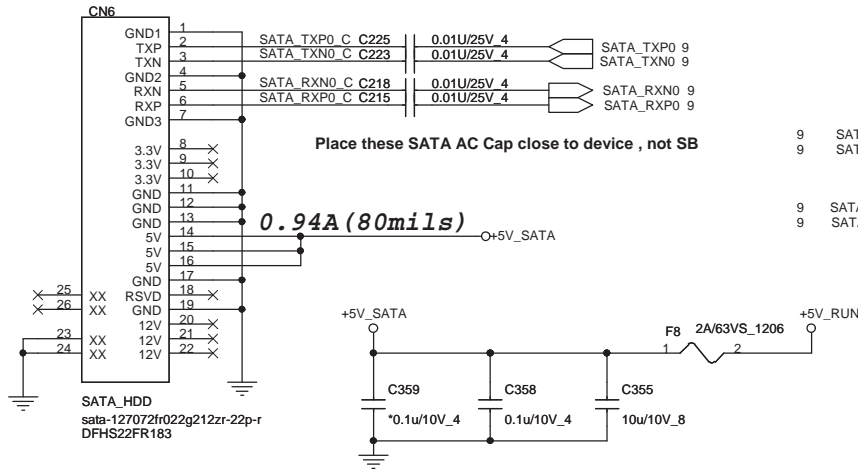 CN6
GND1 1
TXP 2 SATA_TXP0_C C225 0.01U/25V_4 SATA_TXP0 9
TXN 3 SATA_TXN0_C C223 0.01U/25V_4 SATA_TXN0 9
GND2 4
RXN 5 SATA_RXN0_C C218 0.01U/25V_4 SATA_RXN0 9
RXP 6 SATA_RXP0_C C215 0.01U/25V_4 SATA_RXP0 9
GND3 7
Place these SATA AC Cap close to device , not SB
9 SAT
9 SAT
3.3V 8
3.3V 9
3.3V 10
GND 11
GND 12
GND 13
0.94A(80mils)
9 SATA
9 SATA
5V 14 +5V_SATA
5V 15
5V 16
GND 17
25 XX RSVD 18
26 XX GND 19
12V 20
23 XX 12V 21
24 XX 12V 22
SATA_HDD
sata-127072fr022g212zr-22p-r
DFHS22FR183
+5V_SATA
F8 2A/63VS_1206
+5V_RUN
1 2
C359
*0.1u/10V_4
C358
0.1u/10V_4
C355
10u/10V_8